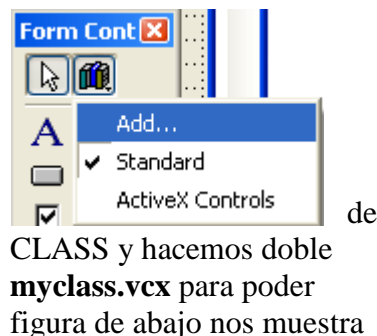 Form Cont
Add...
A
Standard
ActiveX Controls
de
CLASS y hacemos doble
myclass.vcx para poder
figura de abajo nos muestra